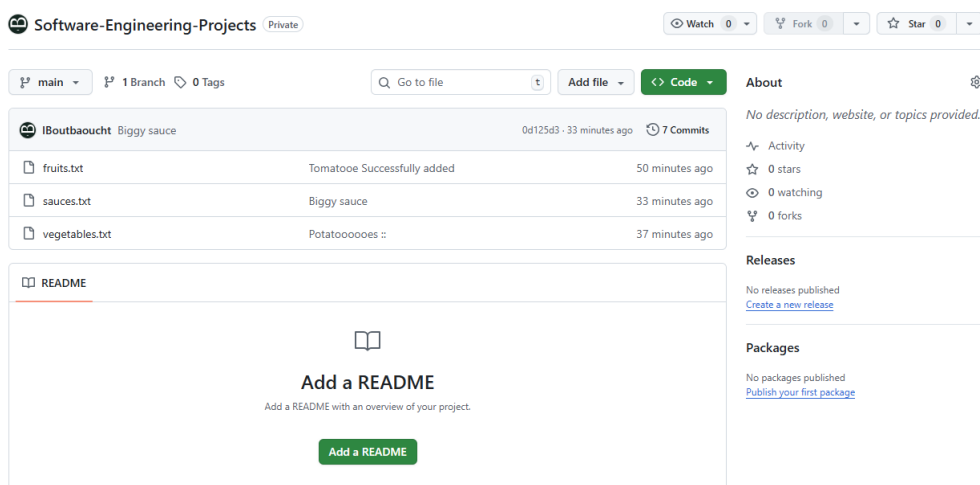 Software-Engineering-Projects Private
Watch 0 Fork 0 Star 0
main 1 Branch 0 Tags Go to file t Add file <> Code
IBoutbaoucht Biggy sauce 0d125d3 · 33 minutes ago 7 Commits
fruits.txt Tomatooe Successfully added 50 minutes ago
sauces.txt Biggy sauce 33 minutes ago
vegetables.txt Potatoooooes :: 37 minutes ago
README
Add a README
Add a README with an overview of your project.
Add a README
About
No description, website, or topics provided.
Activity
0 stars
0 watching
0 forks
Releases
No releases published
Create a new release
Packages
No packages published
Publish your first package